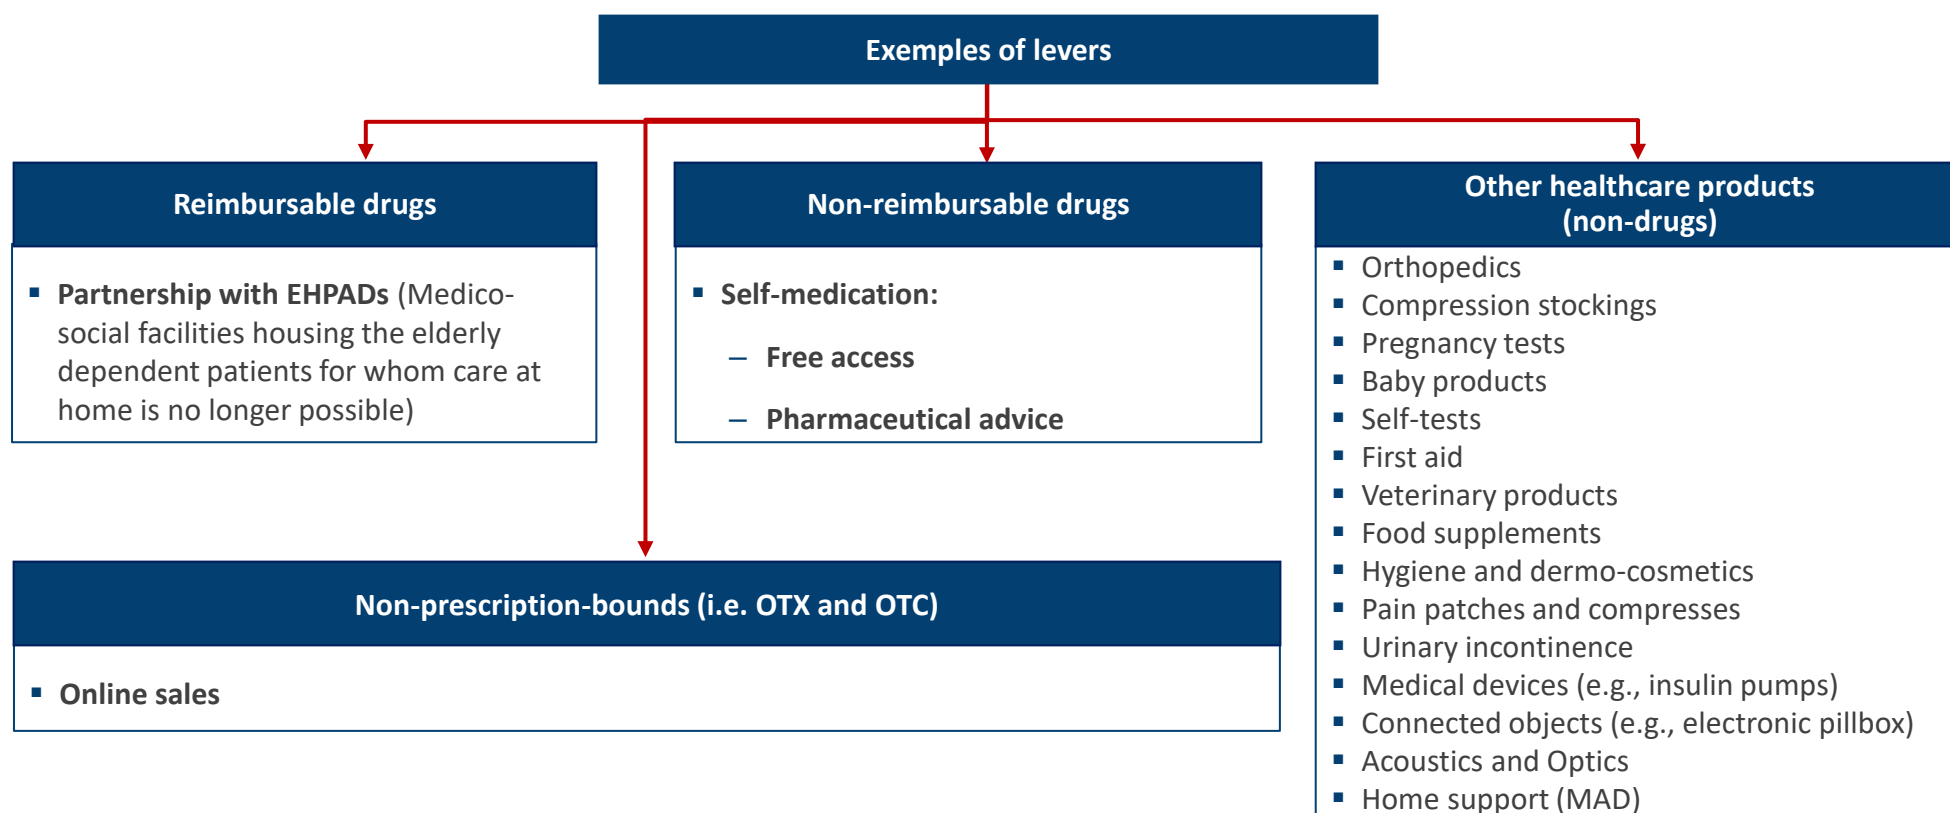 Exemples of levers
Reimbursable drugs
▪ Partnership with EHPADs (Medico-
social facilities housing the elderly
dependent patients for whom care at
home is no longer possible)
Non-reimbursable drugs
▪ Self-medication:
– Free access
– Pharmaceutical advice
Non-prescription-bounds (i.e. OTX and OTC)
▪ Online sales
Other healthcare products
(non-drugs)
▪ Orthopedics
▪ Compression stockings
▪ Pregnancy tests
▪ Baby products
▪ Self-tests
▪ First aid
▪ Veterinary products
▪ Food supplements
▪ Hygiene and dermo-cosmetics
▪ Pain patches and compresses
▪ Urinary incontinence
▪ Medical devices (e.g., insulin pumps)
▪ Connected objects (e.g., electronic pillbox)
▪ Acoustics and Optics
▪ Home support (MAD)